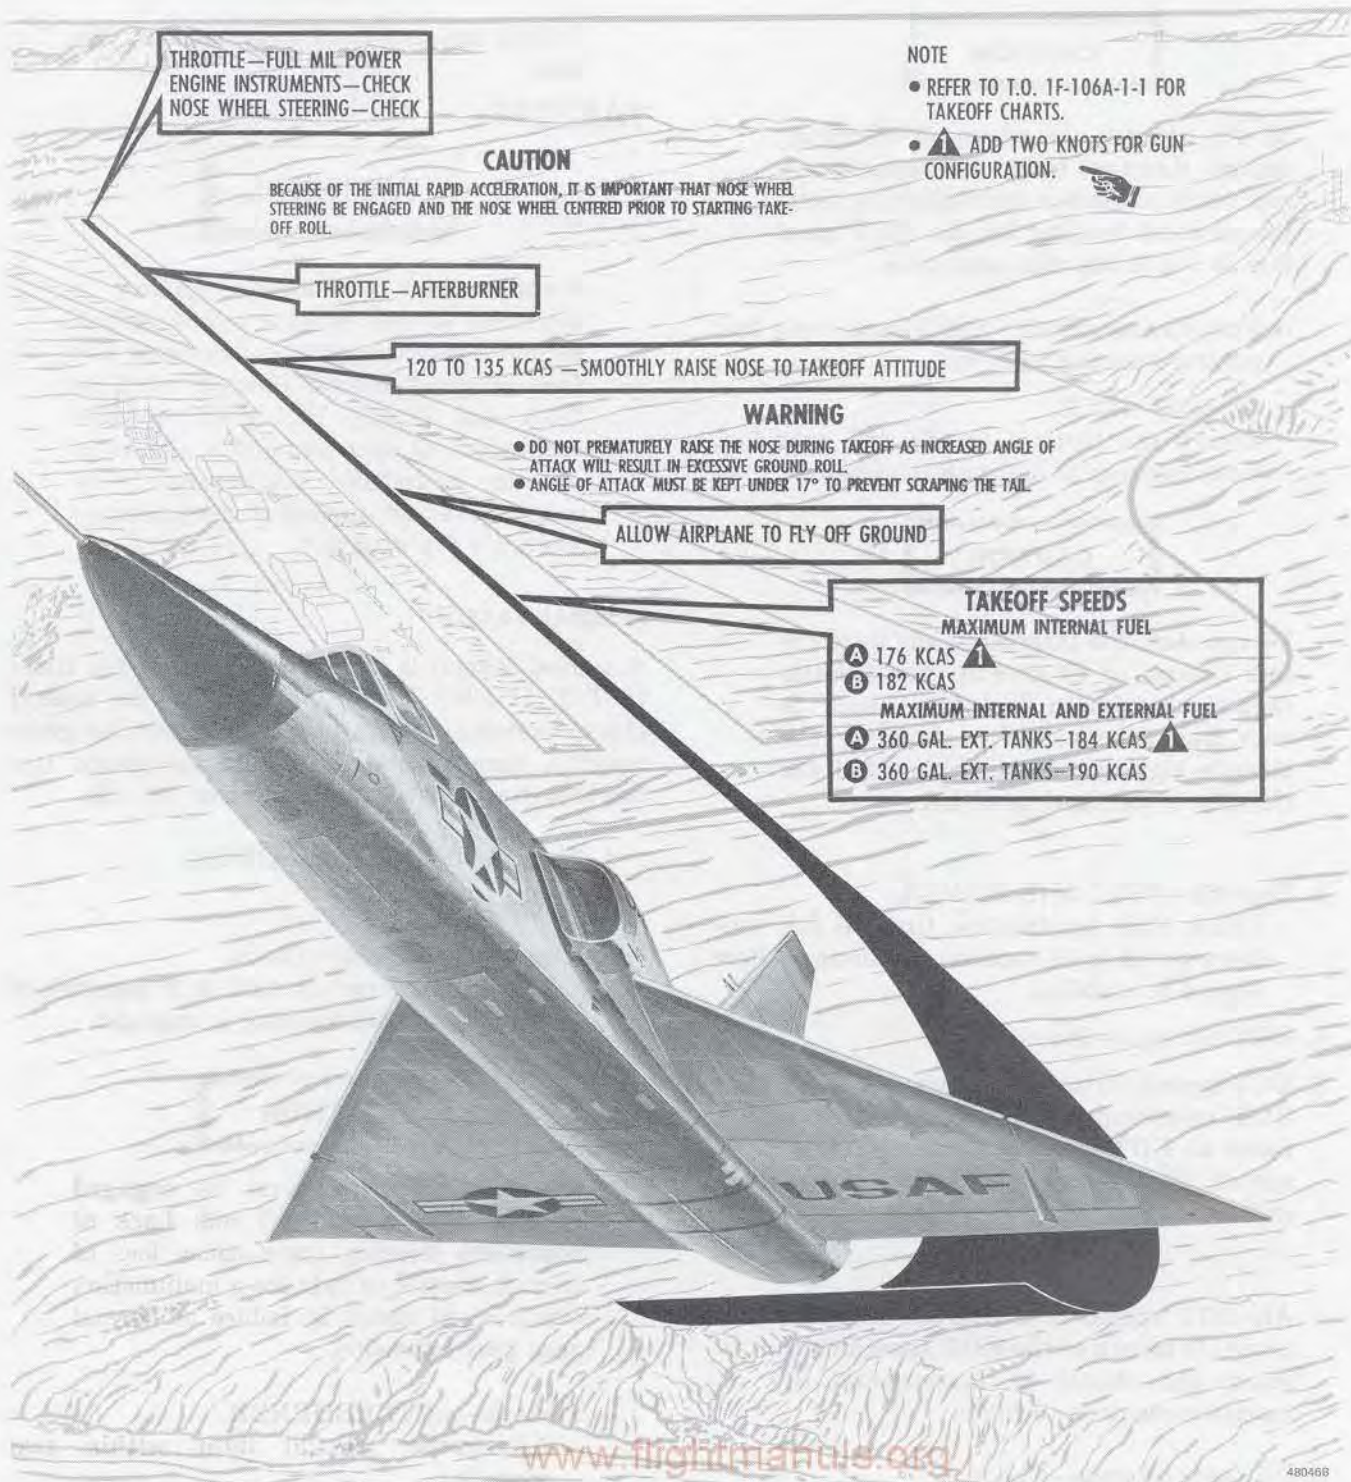 THROTTLE—FULL MIL POWER
ENGINE INSTRUMENTS—CHECK
NOSE WHEEL STEERING—CHECK
NOTE
● REFER TO T.O. 1F-106A-1-1 FOR
TAKEOFF CHARTS.
● 1 ADD TWO KNOTS FOR GUN
CONFIGURATION.
CAUTION
BECAUSE OF THE INITIAL RAPID ACCELERATION, IT IS IMPORTANT THAT NOSE WHEEL
STEERING BE ENGAGED AND THE NOSE WHEEL CENTERED PRIOR TO STARTING TAKE-
OFF ROLL.
THROTTLE—AFTERBURNER
120 TO 135 KCAS —SMOOTHLY RAISE NOSE TO TAKEOFF ATTITUDE
WARNING
● DO NOT PREMATURELY RAISE THE NOSE DURING TAKEOFF AS INCREASED ANGLE OF
ATTACK WILL RESULT IN EXCESSIVE GROUND ROLL.
● ANGLE OF ATTACK MUST BE KEPT UNDER 17° TO PREVENT SCRAPING THE TAIL.
ALLOW AIRPLANE TO FLY OFF GROUND
TAKEOFF SPEEDS
MAXIMUM INTERNAL FUEL
A 176 KCAS 1
B 182 KCAS
MAXIMUM INTERNAL AND EXTERNAL FUEL
A 360 GAL. EXT. TANKS—184 KCAS 1
B 360 GAL. EXT. TANKS—190 KCAS
USAF
www.flightmanuls.org/
480468